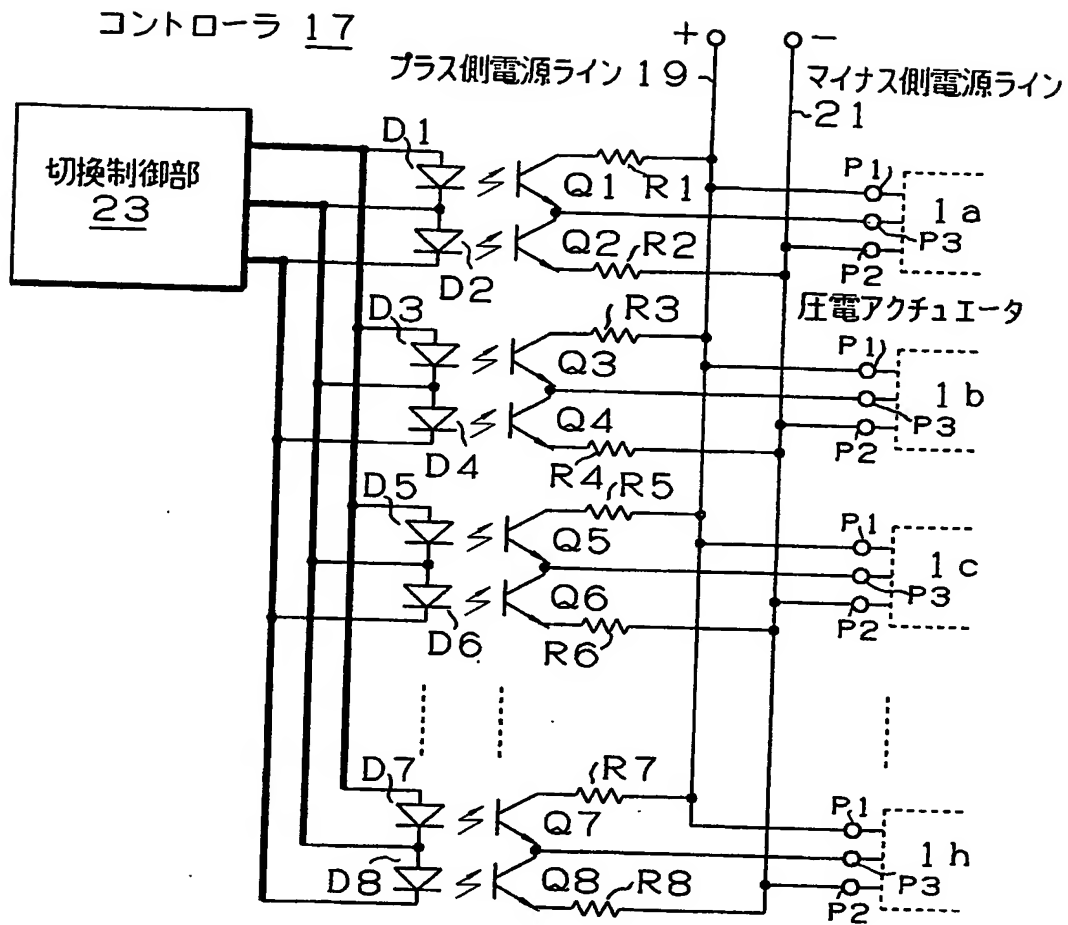 コントローラ 17
+
−
プラス側電源ライン 19
マイナス側電源ライン
21
切換制御部
23
D1
Q1
R1
P1
1a
P3
D2
Q2
R2
P2
圧電アクチュエータ
D3
Q3
R3
P1
1b
P3
D4
Q4
R4
P2
D5
Q5
R5
P1
1c
P3
D6
Q6
R6
P2
D7
Q7
R7
P1
1h
P3
D8
Q8
R8
P2